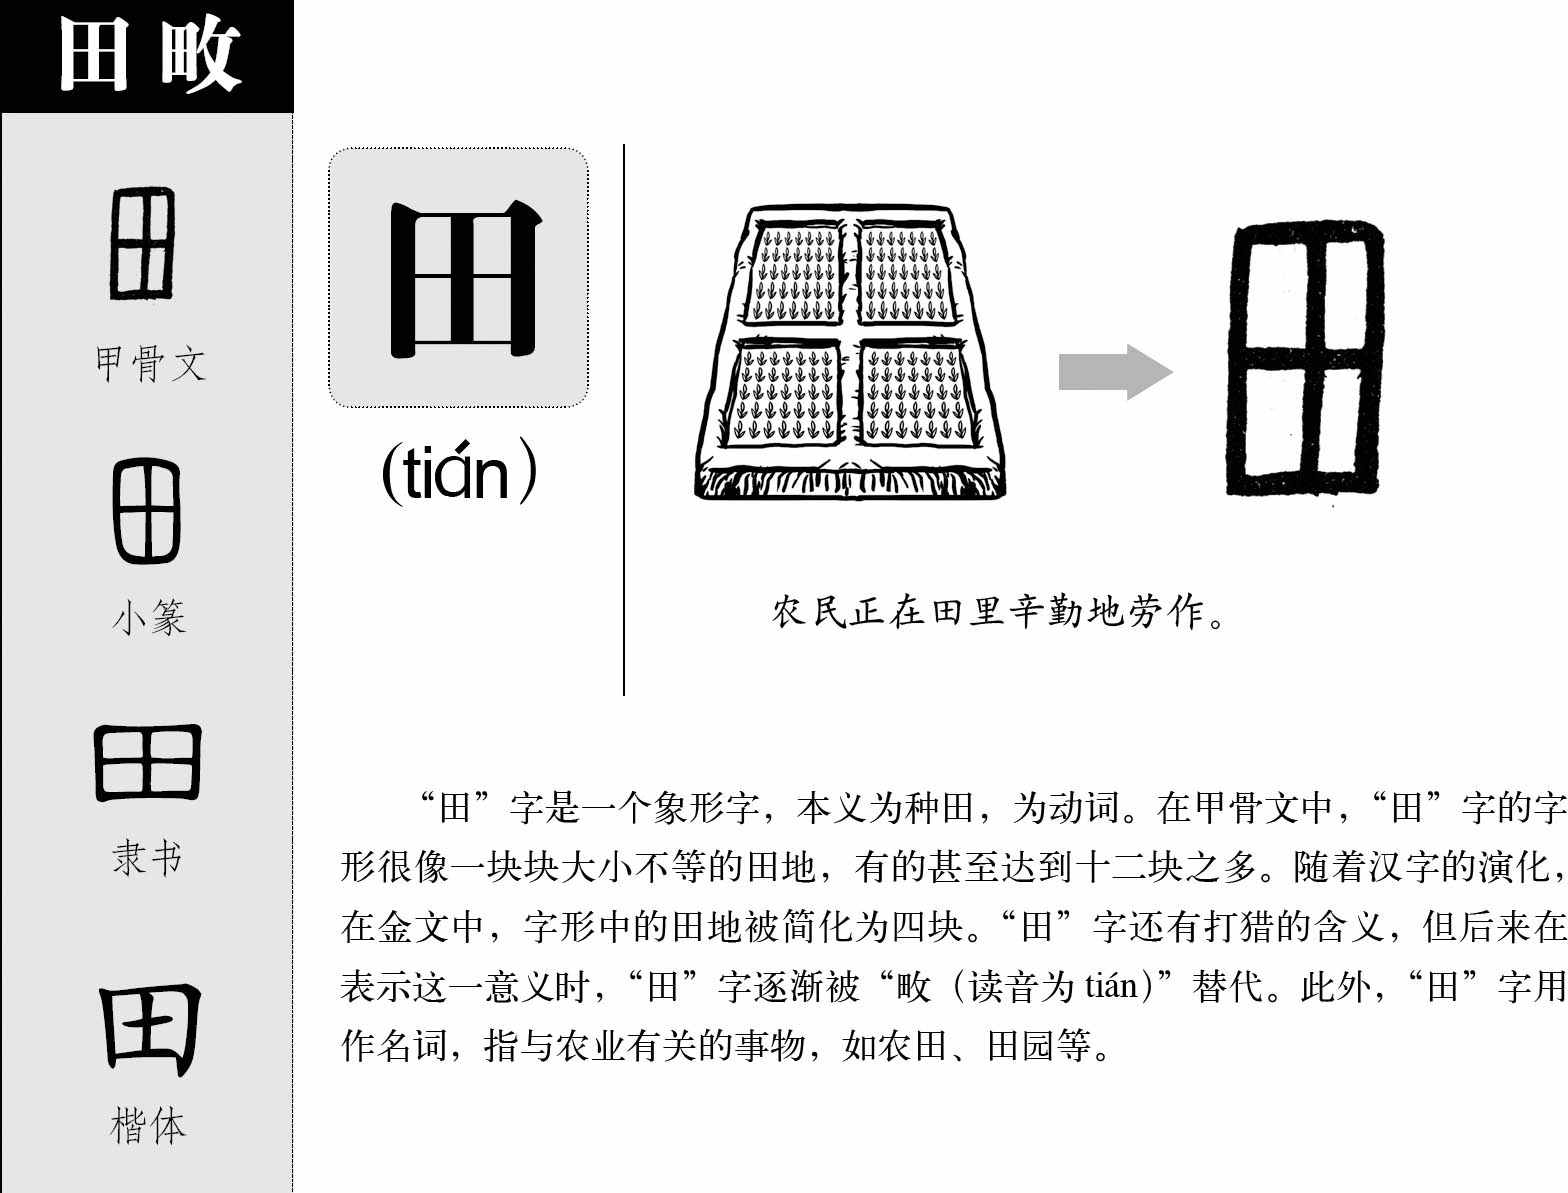 田 畋
田
甲骨文
田
小篆
田
隶书
田
楷体
田
(tián)
田
农民正在田里辛勤地劳作。
“田”字是一个象形字，本义为种田，为动词。在甲骨文中，“田”字的字
形很像一块块大小不等的田地，有的甚至达到十二块之多。随着汉字的演化，
在金文中，字形中的田地被简化为四块。“田”字还有打猎的含义，但后来在
表示这一意义时，“田”字逐渐被“畋（读音为 tián）”替代。此外，“田”字用
作名词，指与农业有关的事物，如农田、田园等。